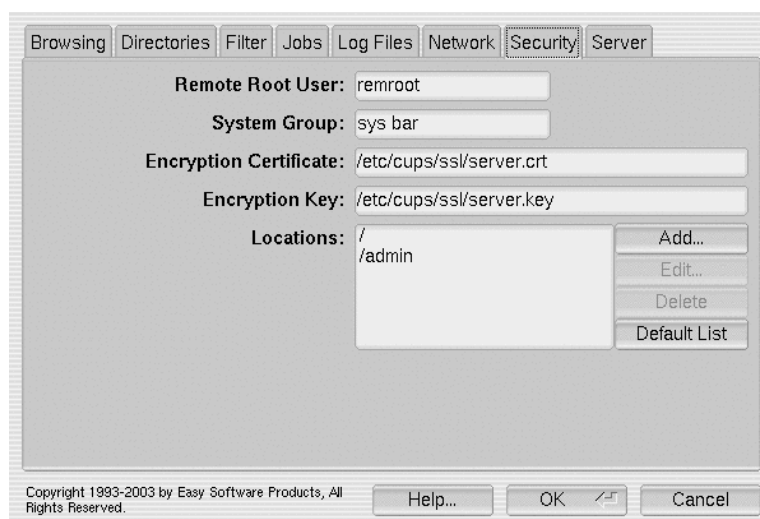 Browsing Directories Filter Jobs Log Files Network Security Server
Remote Root User: remroot
System Group: sys bar
Encryption Certificate: /etc/cups/ssl/server.crt
Encryption Key: /etc/cups/ssl/server.key
Locations: /
/admin
Add...
Edit...
Delete
Default List
Copyright 1993-2003 by Easy Software Products, All
Rights Reserved.
Help... OK Cancel